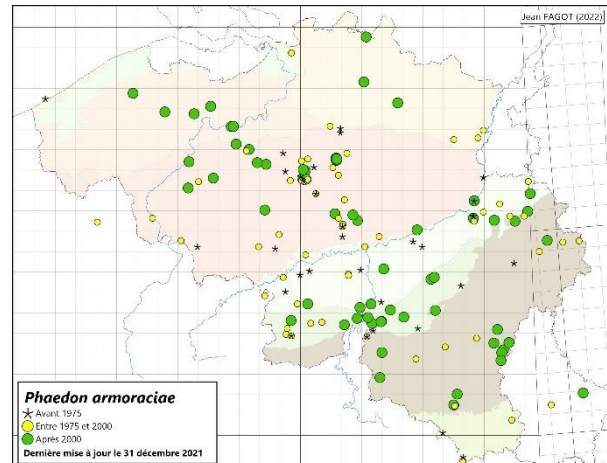 Jean FAGOT (2022)
Phaedon armoraciae
Avant 1975
Entre 1975 et 2000
Après 2000
Dernière mise à jour le 31 décembre 2021